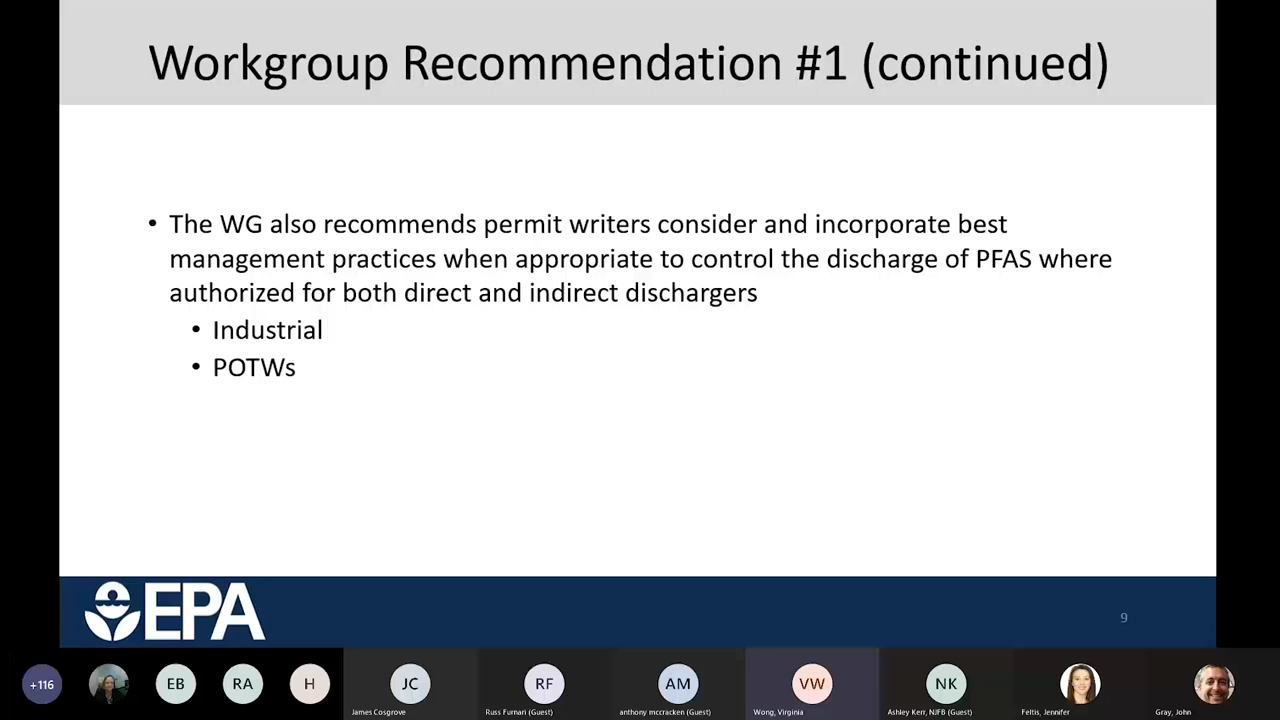 Workgroup Recommendation #1 (continued)
• The WG also recommends permit writers consider and incorporate best
management practices when appropriate to control the discharge of PFAS where
authorized for both direct and indirect dischargers
• Industrial
• POTWs
EPA
9
+116
EB
RA
H
JC
RF
AM
VW
NK
James Cosgrove
Russ Furnari (Guest)
anthony mccracken (Guest)
Wong, Virginia
Ashley Kerr, NJFB (Guest)
Feltis, Jennifer
Gray, John